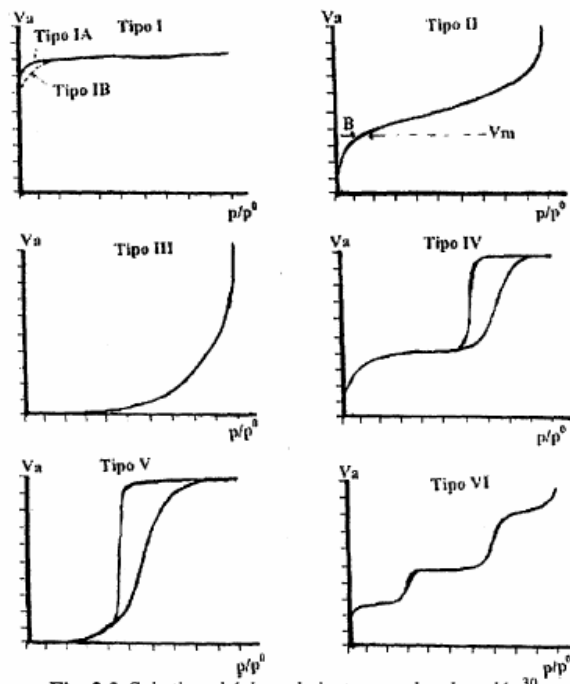 Va
Tipo IA
Tipo I
Tipo IB
p/p⁰
Va
Tipo II
B
Vm
p/p⁰
Va
Tipo III
p/p⁰
Va
Tipo IV
p/p⁰
Va
Tipo V
p/p⁰
Va
Tipo VI
p/p⁰